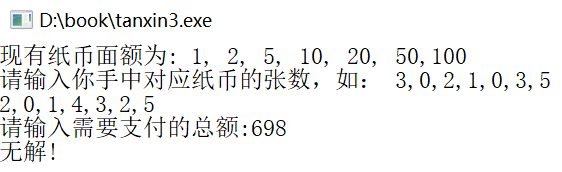 D:\book\tanxin3.exe
现有纸币面额为: 1, 2, 5, 10, 20, 50,100
请输入你手中对应纸币的张数，如： 3,0,2,1,0,3,5
2,0,1,4,3,2,5
请输入需要支付的总额:698
无解!